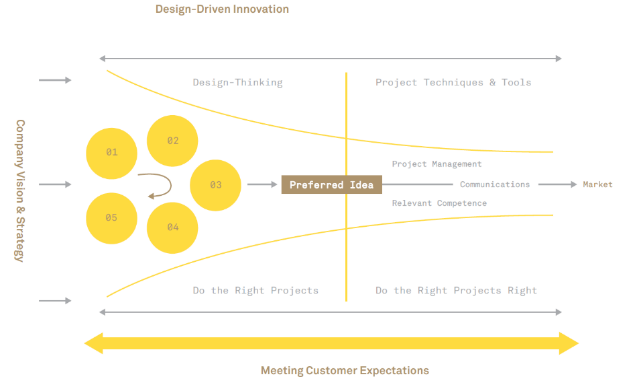 Design-Driven Innovation
Design-Thinking
Project Techniques & Tools
Company Vision & Strategy
01
02
03
04
05
Preferred Idea
Project Management
Communications
Relevant Competence
Market
Do the Right Projects
Do the Right Projects Right
Meeting Customer Expectations